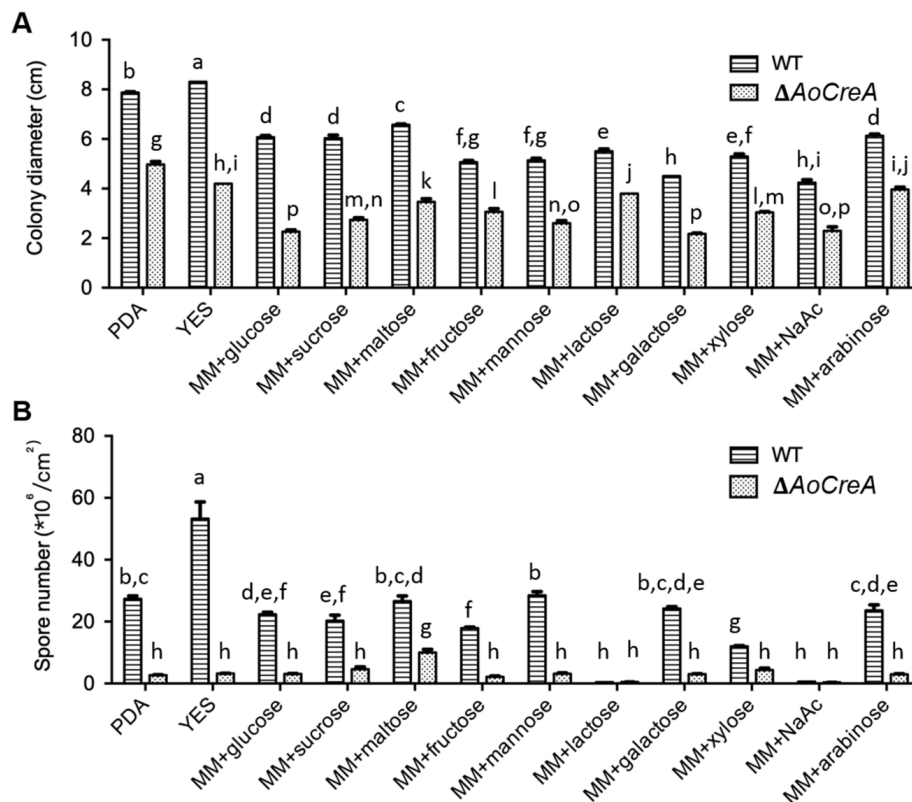 A
Colony diameter (cm)
10
8
6
4
2
0
WT
ΔAoCreA
b
g
a
h,i
d
p
d
m,n
c
k
f,g
l
f,g
n,o
e
j
h
p
e,f
l,m
h,i
o,p
d
i,j
PDA
YES
MM+glucose
MM+sucrose
MM+maltose
MM+fructose
MM+mannose
MM+lactose
MM+galactose
MM+xylose
MM+NaAc
MM+arabinose
B
Spore number (*10⁶/cm²)
80
60
40
20
0
WT
ΔAoCreA
b,c
h
a
h
d,e,f
h
e,f
h
b,c,d
g
f
h
b
h
h
h
b,c,d,e
h
g
h
h
h
c,d,e
h
PDA
YES
MM+glucose
MM+sucrose
MM+maltose
MM+fructose
MM+mannose
MM+lactose
MM+galactose
MM+xylose
MM+NaAc
MM+arabinose